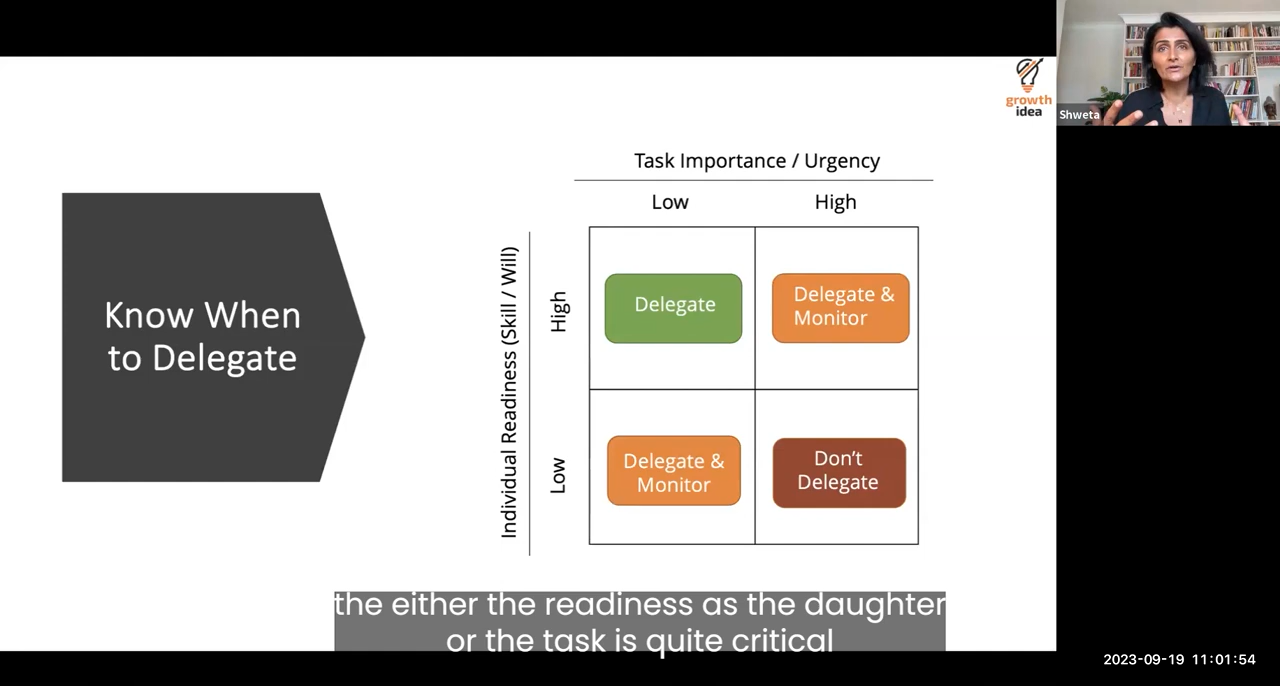 growth
idea
Shweta
Task Importance / Urgency
Low
High
Individual Readiness (Skill / Will)
High
Low
Know When
to Delegate
Delegate
Delegate &
Monitor
Delegate &
Monitor
Don't
Delegate
the either the readiness as the daughter
or the task is quite critical
2023-09-19 11:01:54